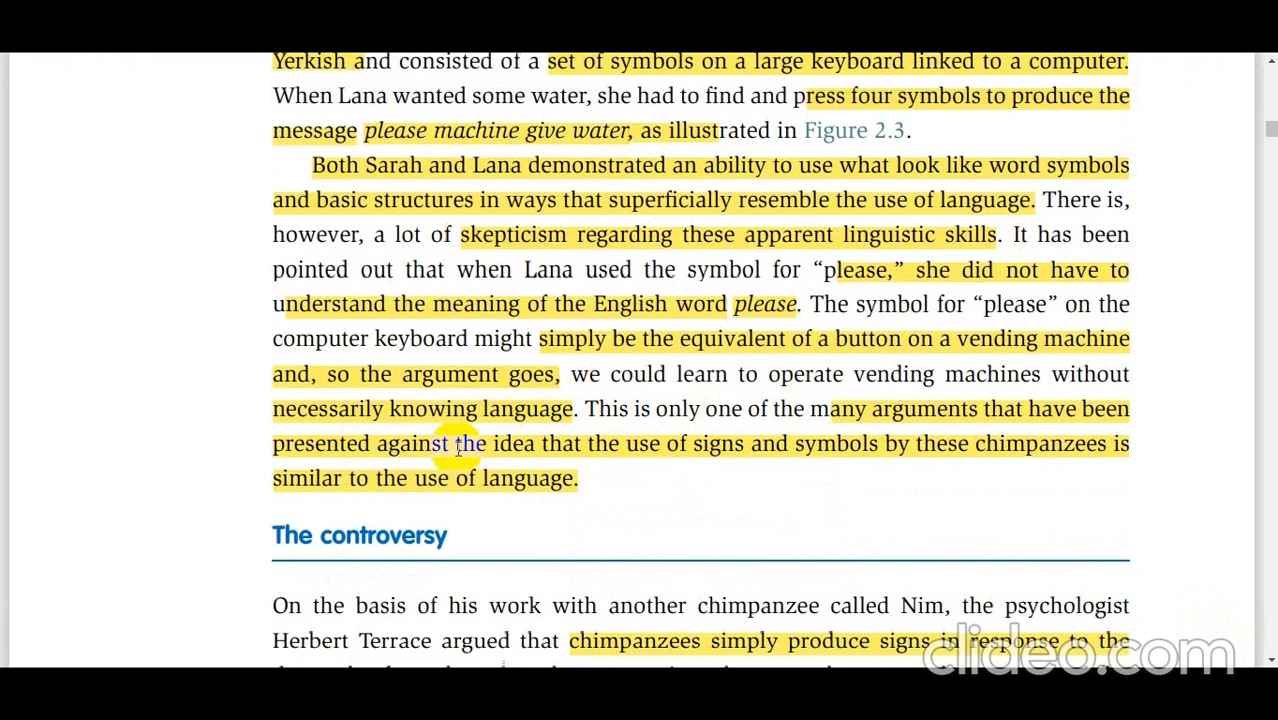 Yerkish and consisted of a set of symbols on a large keyboard linked to a computer.
When Lana wanted some water, she had to find and press four symbols to produce the
message please machine give water, as illustrated in Figure 2.3.
Both Sarah and Lana demonstrated an ability to use what look like word symbols
and basic structures in ways that superficially resemble the use of language. There is,
however, a lot of skepticism regarding these apparent linguistic skills. It has been
pointed out that when Lana used the symbol for “please,” she did not have to
understand the meaning of the English word please. The symbol for “please” on the
computer keyboard might simply be the equivalent of a button on a vending machine
and, so the argument goes, we could learn to operate vending machines without
necessarily knowing language. This is only one of the many arguments that have been
presented against the idea that the use of signs and symbols by these chimpanzees is
similar to the use of language.
The controversy
On the basis of his work with another chimpanzee called Nim, the psychologist
Herbert Terrace argued that chimpanzees simply produce signs in response to the
clideo.com